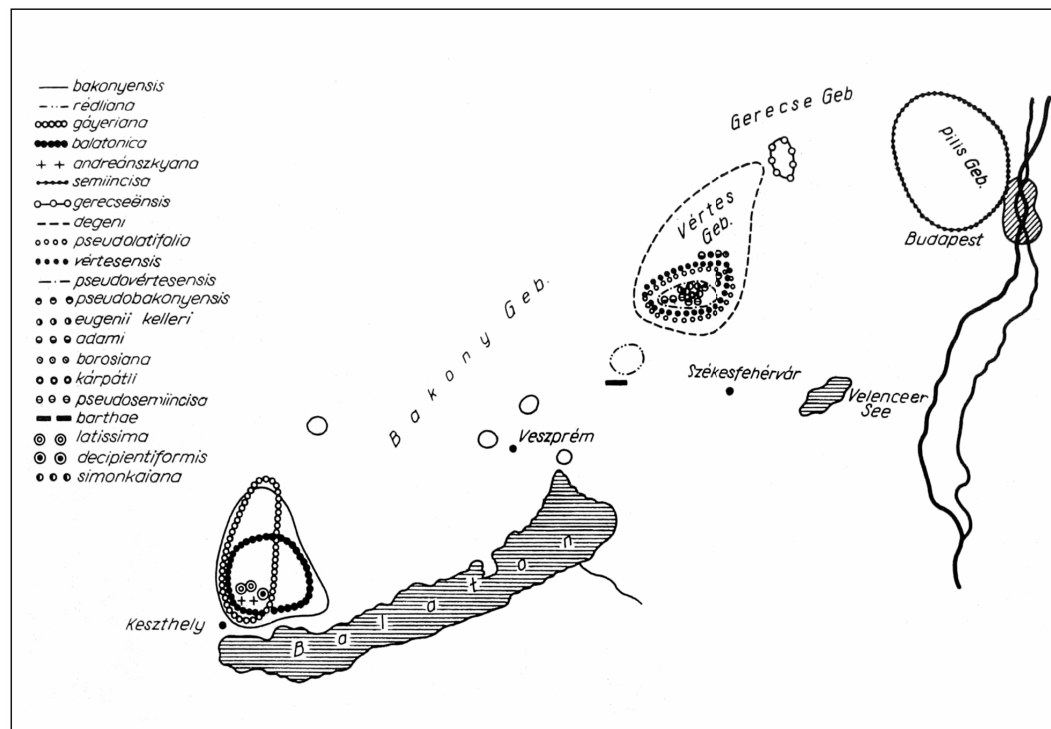 bakonyensis
rédliana
gáyeriana
balatonica
andreánszkyana
semiincisa
gerecseënsis
degeni
pseudolatifolia
vértesensis
pseudovértesensis
pseudobakonyensis
eugenii kelleri
adami
borosiana
kárpátii
pseudosemiincisa
barthae
latissima
decipientiformis
simonkaiana
Gerecse Geb.
Pilis Geb.
Vértes
Geb.
Budapest
Bakony Geb.
Székesfehérvár
Velenceer
See
Veszprém
Keszthely
Balaton